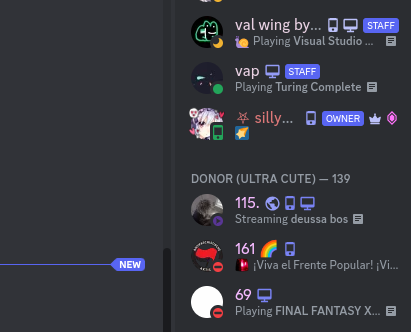 val wing by... STAFF
Playing Visual Studio ...
vap STAFF
Playing Turing Complete
silly... OWNER
DONOR (ULTRA CUTE) — 139
115.
Streaming deussa bos
161
NEW
¡Viva el Frente Popular! ¡Vi...
69
Playing FINAL FANTASY X...